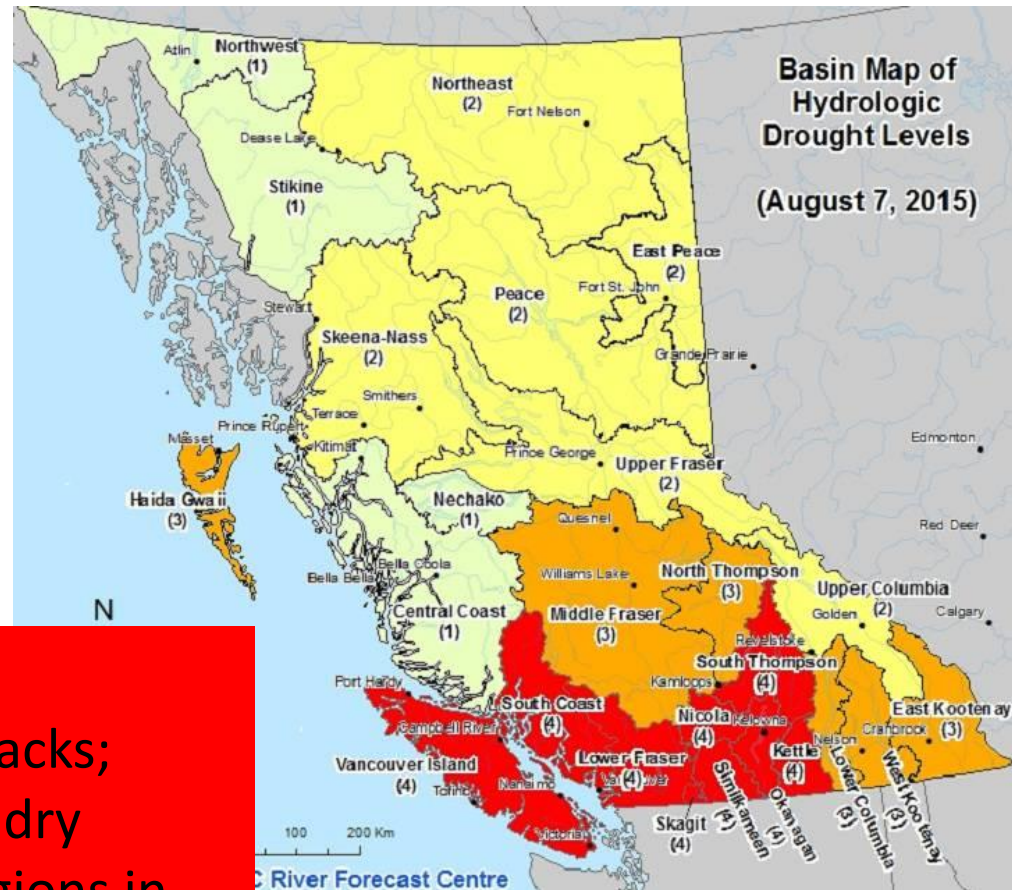 Basin Map of
Hydrologic
Drought Levels
(August 7, 2015)
Atlin
Northwest
(1)
Northeast
(2)
Fort Nelson
Dease Lake
Stikine
(1)
East Peace
(2)
Peace
(2)
Fort St. John
Stewart
Skeena-Nass
(2)
Grande Prairie
Smithers
Terrace
Prince Rupert
Masset
Kitimat
Prince George
Edmonton
Upper Fraser
(2)
Haida Gwaii
(3)
Nechako
(1)
Quesnel
Red Deer
Bella Coola
Bella Bella
Williams Lake
North Thompson
(3)
Upper Columbia
(2)
N
Central Coast
(1)
Middle Fraser
(3)
Golden
Calgary
Revelstoke
South Thompson
(4)
Port Hardy
Kamloops
South Coast
(4)
Nicola
(4)
Kelowna
East Kootenay
(3)
Campbell River
Nelson
Cranbrook
Vancouver Island
(4)
Lower Fraser
(4)
Kettle
(4)
Tofino
Nanaimo
Vancouver
Victoria
Skagit
(4)
Similkameen
(4)
Okanagan
(4)
Lower Columbia
(3)
West Kootenay
(3)
acks;
dry
gions in
100 200 Km
C River Forecast Centre